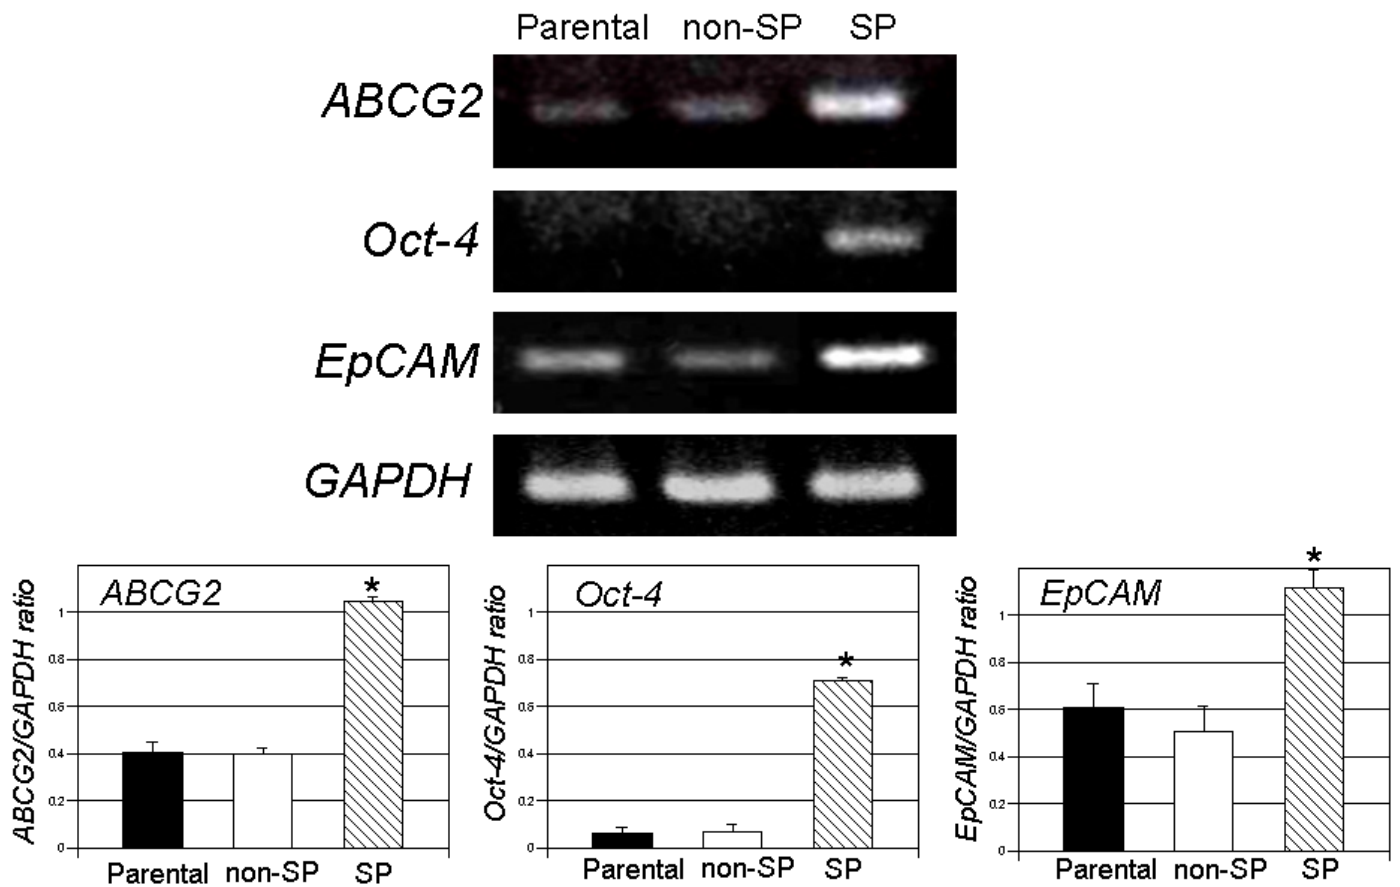 Parental non-SP SP
ABCG2
Oct-4
EpCAM
GAPDH
ABCG2/GAPDH ratio
ABCG2
*
1
0.8
0.6
0.4
0.2
0
Parental non-SP SP
Oct-4/GAPDH ratio
Oct-4
*
1
0.8
0.6
0.4
0.2
0
Parental non-SP SP
EpCAM/GAPDH ratio
EpCAM
*
1
0.8
0.6
0.4
0.2
0
Parental non-SP SP